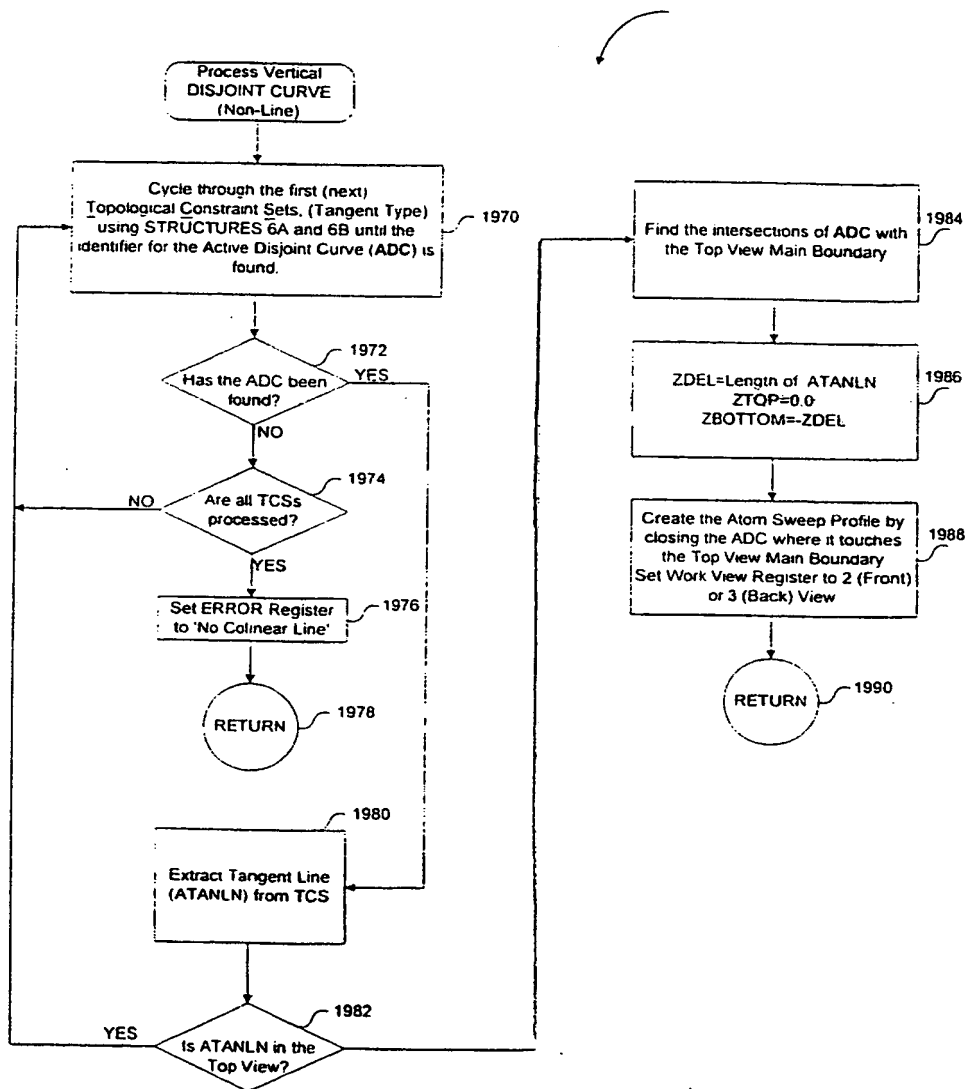 Process Vertical
DISJOINT CURVE
(Non-Line)
Cycle through the first (next)
Topological Constraint Sets, (Tangent Type)
using STRUCTURES 6A and 6B until the
identifier for the Active Disjoint Curve (ADC) is
found.
1970
1972
Has the ADC been
found?
YES
NO
1974
Are all TCSs
processed?
NO
YES
Set ERROR Register
to 'No Colinear Line'
1976
RETURN
1978
1980
Extract Tangent Line
(ATANLN) from TCS
1982
YES
Is ATANLN in the
Top View?
1984
Find the intersections of ADC with
the Top View Main Boundary
1986
ZDEL=Length of ATANLN
ZTOP=0.0
ZBOTTOM=-ZDEL
Create the Atom Sweep Profile by
closing the ADC where it touches
the Top View Main Boundary
Set Work View Register to 2 (Front)
or 3 (Back) View
1988
RETURN
1990